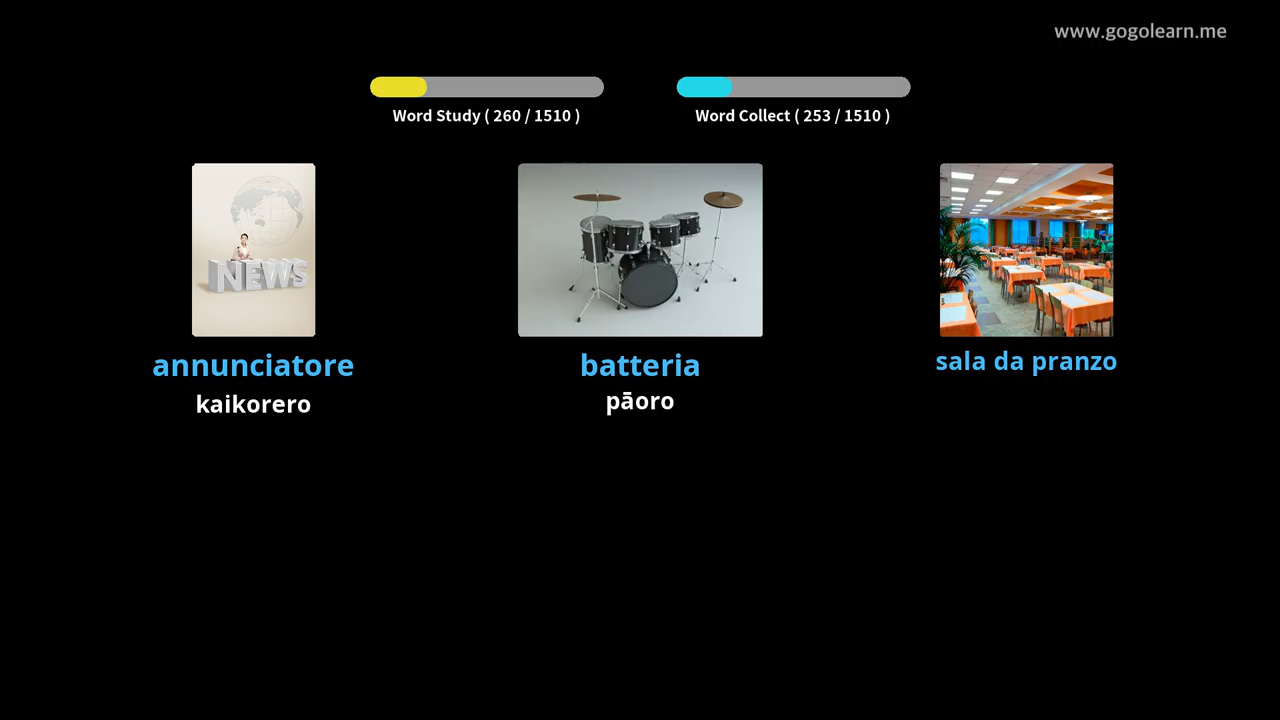 www.gogolearn.me
Word Study ( 260 / 1510 )
Word Collect ( 253 / 1510 )
NEWS
annunciatore
batteria
sala da pranzo
kaikorero
pāoro